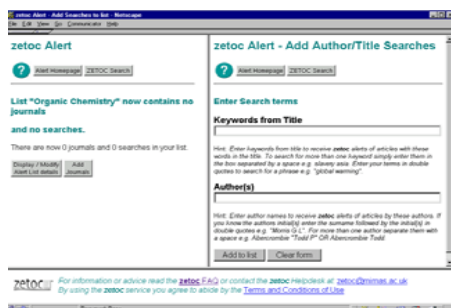 zetoc Alert - Add Searches to list - Netscape
File Edit View Go Communicator Help
zetoc Alert
? Alert Homepage ZETOC Search
List "Organic Chemistry" now contains no
journals
and no searches.
There are now 0 journals and 0 searches in your list.
Display / Modify
Alert List details
Add
Journals
zetoc Alert - Add Author/Title Searches
? Alert Homepage ZETOC Search
Enter Search terms
Keywords from Title
Hint: Enter keywords from title to receive zetoc alerts of articles with these
words in the title. To search for more than one keyword simply enter them in
the box separated by a space e.g. slavery asia. Enter your terms in double
quotes to search for a phrase e.g. "global warming".
Author(s)
Hint: Enter author names to receive zetoc alerts of articles by these authors. If
you know the authors initial(s) enter the surname followed by the initial(s) in
double quotes e.g. "Morris G L". For more than one author separate them with
a space e.g. Abercrombie "Todd P" OR Abercrombie Todd.
Add to list Clear form
zetoc
For information or advice read the zetoc FAQ or contact the zetoc Helpdesk at: zetoc@mimas.ac.uk
By using the zetoc service you agree to abide by the Terms and Conditions of Use